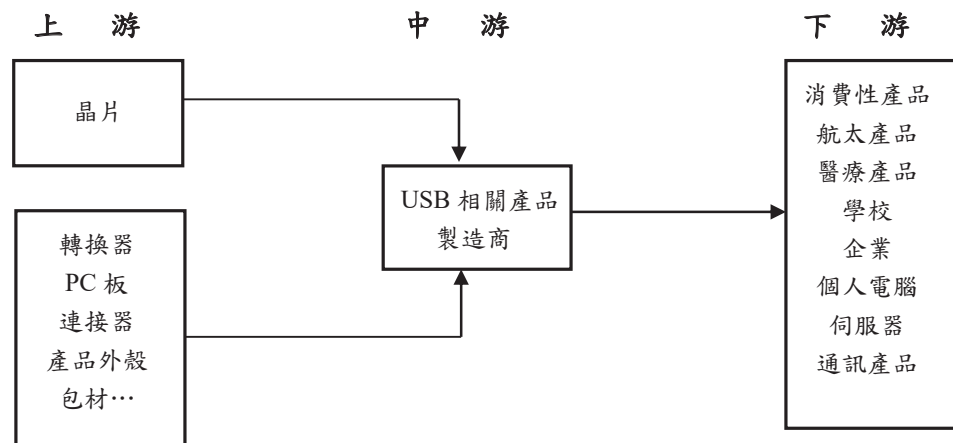 上 游
中 游
下 游
晶片
轉換器
PC 板
連接器
產品外殼
包材…
USB 相關產品
製造商
消費性產品
航太產品
醫療產品
學校
企業
個人電腦
伺服器
通訊產品